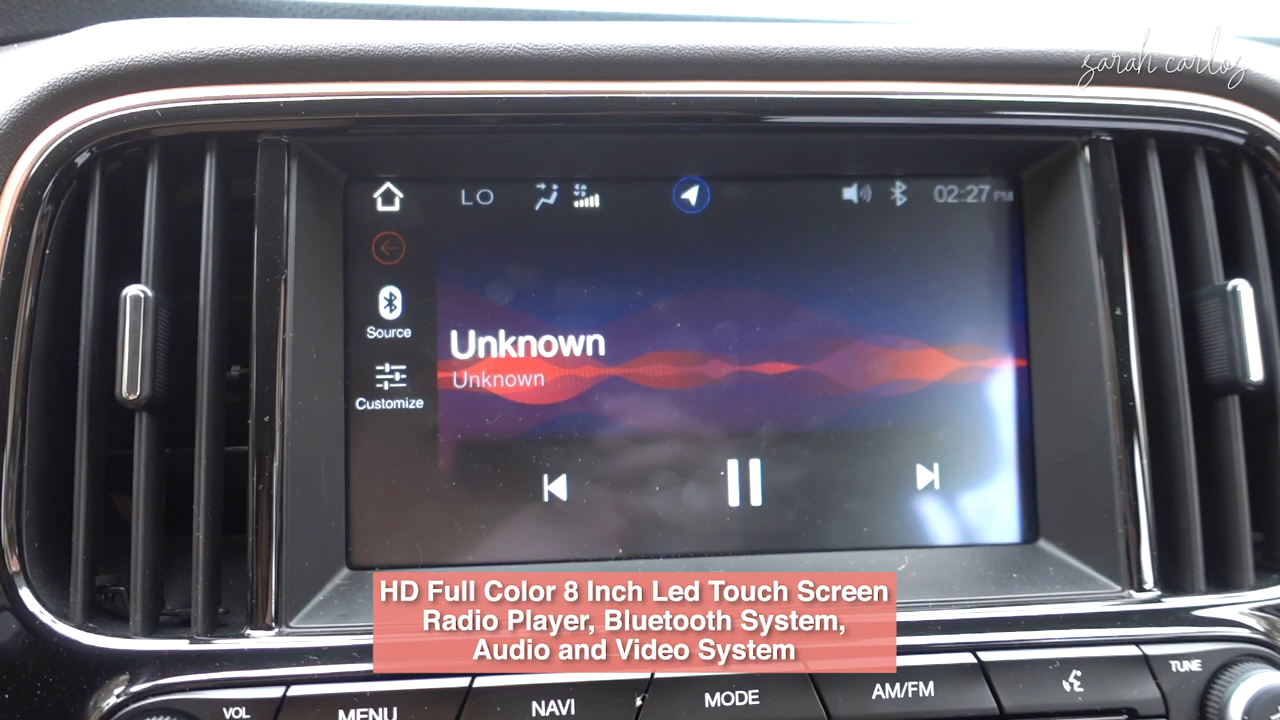 sarah carlos
LO
02:27 PM
Source
Customize
Unknown
Unknown
HD Full Color 8 Inch Led Touch Screen
Radio Player, Bluetooth System,
Audio and Video System
VOL
MENU
NAVI
MODE
AM/FM
TUNE